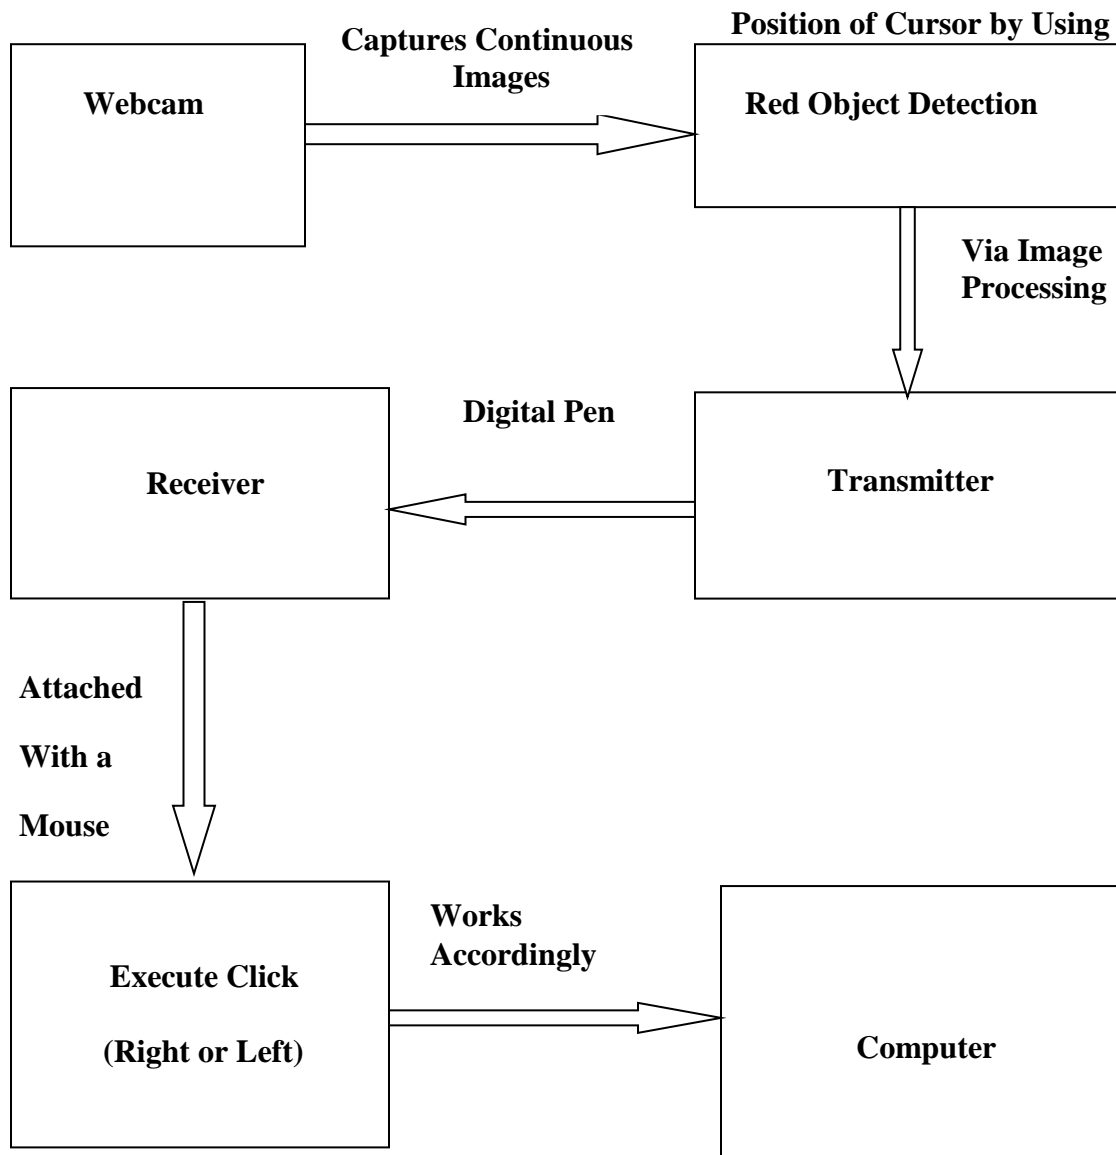 Position of Cursor by Using
Captures Continuous
Images
Webcam
Red Object Detection
Via Image
Processing
Digital Pen
Receiver
Transmitter
Attached
With a
Mouse
Works
Accordingly
Execute Click
(Right or Left)
Computer